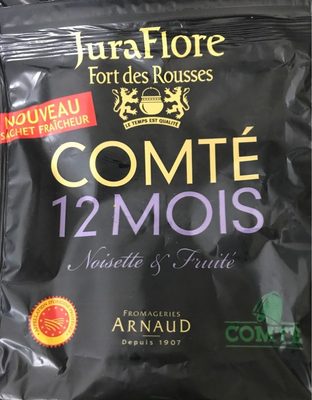 JuraFlore
Fort des Rousses
NOUVEAU
SACHET FRAÎCHEUR
LE TEMPS EST QUALITÉ
COMTÉ
12 MOIS
Noisette & Fruité
FROMAGERIES
ARNAUD
Depuis 1907
COMTÉ